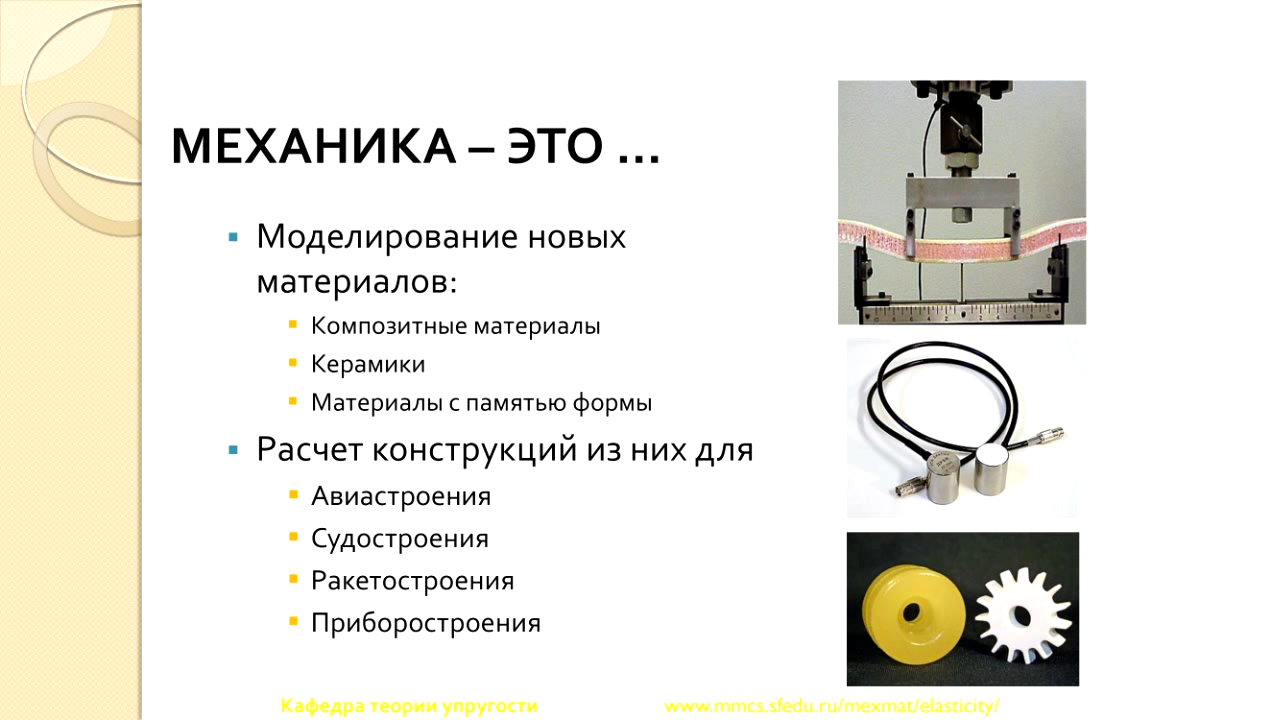 МЕХАНИКА – ЭТО ...
Моделирование новых
материалов:
Композитные материалы
Керамики
Материалы с памятью формы
Расчет конструкций из них для
Авиастроения
Судостроения
Ракетостроения
Приборостроения
Кафедра теории упругости www.mmcs.sfedu.ru/mexmat/elasticity/